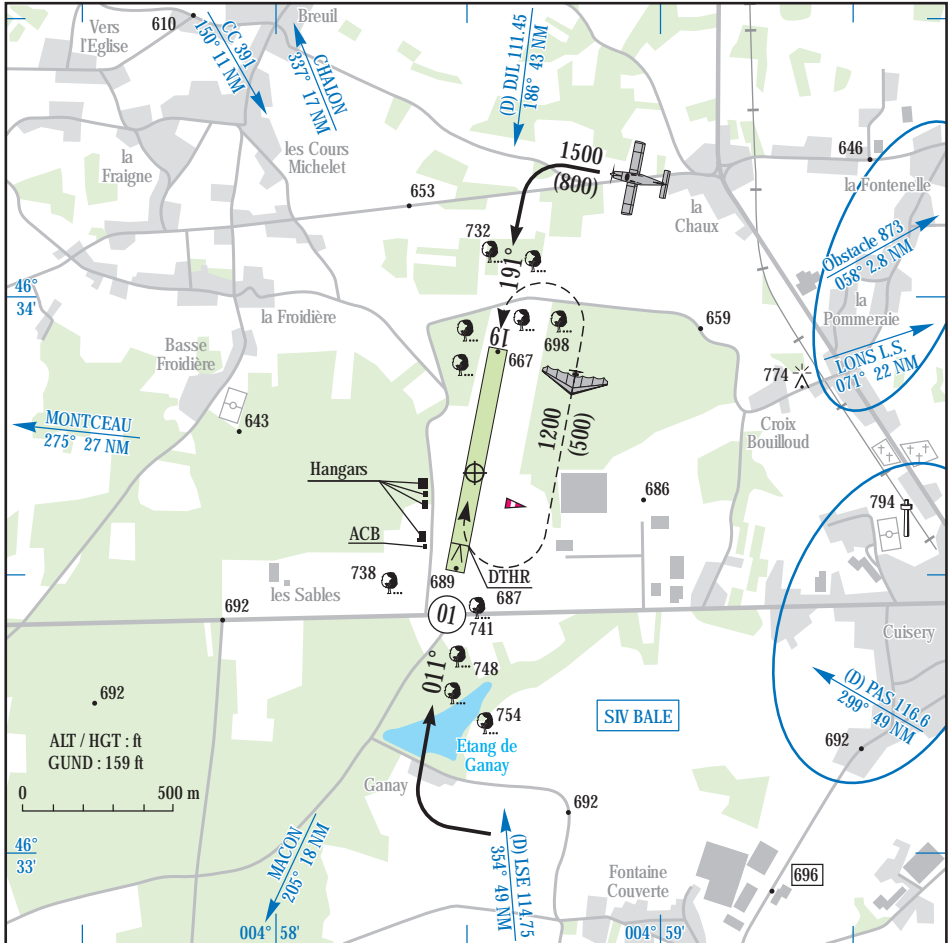 Breuil
610
Vers
l'Eglise
CC 391
150° 11 NM
CHALON
337° 17 NM
(D) DJL 111.45
186° 43 NM
la
Fraigne
les Cours
Michelet
1500
(800)
646
la Fontenelle
653
la
Chaux
732
191°
Obstacle 873
058° 2.8 NM
46°
34'
la Froidière
19
667
698
659
la
Pommeraie
Basse
Froidière
LONS L.S.
071° 22 NM
774
Croix
Bouilloud
MONTCEAU
275° 27 NM
643
1200
(500)
Hangars
686
794
ACB
738
les Sables
689
DTHR
687
692
01
741
Cuisery
011°
748
692
754
SIV BALE
(D) PAS 116.6
299° 49 NM
692
ALT / HGT : ft
GUND : 159 ft
Etang de
Ganay
0
500 m
Ganay
692
46°
33'
MACON
205° 18 NM
(D) LSE 114.75
354° 49 NM
Fontaine
Couverte
696
004° 58'
004° 59'